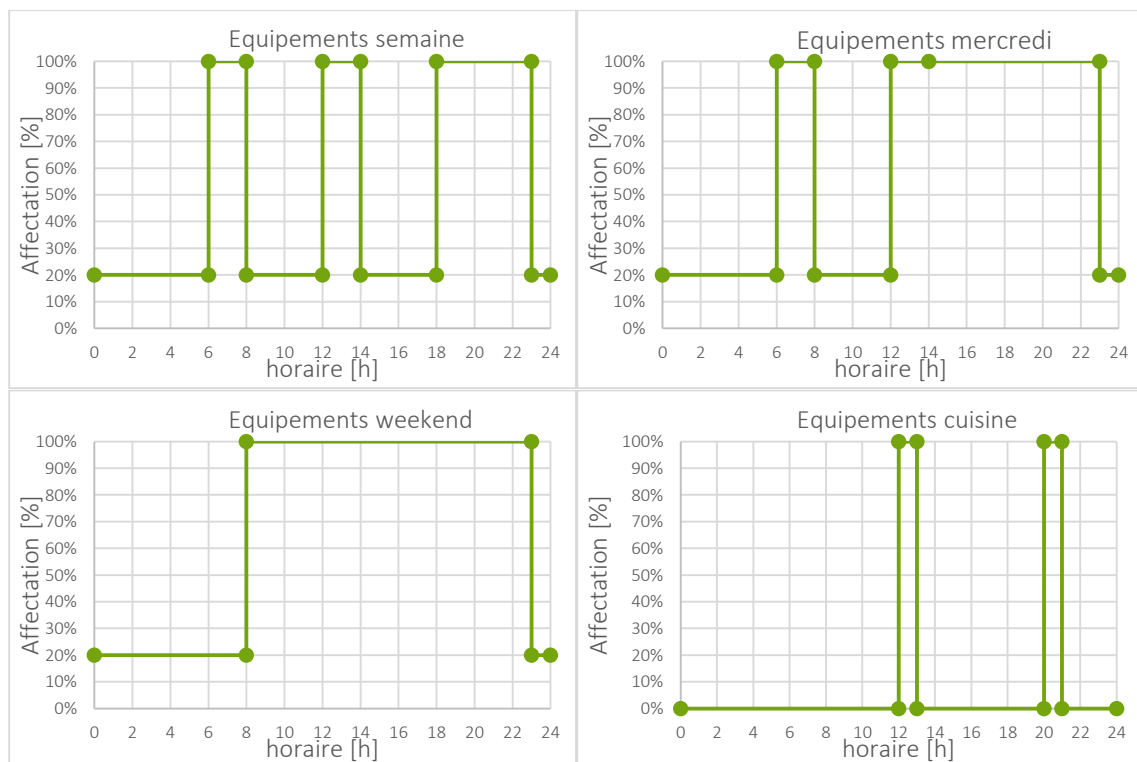 Equipements semaine
Affectation [%]
100%
90%
80%
70%
60%
50%
40%
30%
20%
10%
0%
0 2 4 6 8 10 12 14 16 18 20 22 24
horaire [h]
Equipements mercredi
Affectation [%]
100%
90%
80%
70%
60%
50%
40%
30%
20%
10%
0%
0 2 4 6 8 10 12 14 16 18 20 22 24
horaire [h]
Equipements weekend
Affectation [%]
100%
90%
80%
70%
60%
50%
40%
30%
20%
10%
0%
0 2 4 6 8 10 12 14 16 18 20 22 24
horaire [h]
Equipements cuisine
Affectation [%]
100%
90%
80%
70%
60%
50%
40%
30%
20%
10%
0%
0 2 4 6 8 10 12 14 16 18 20 22 24
horaire [h]